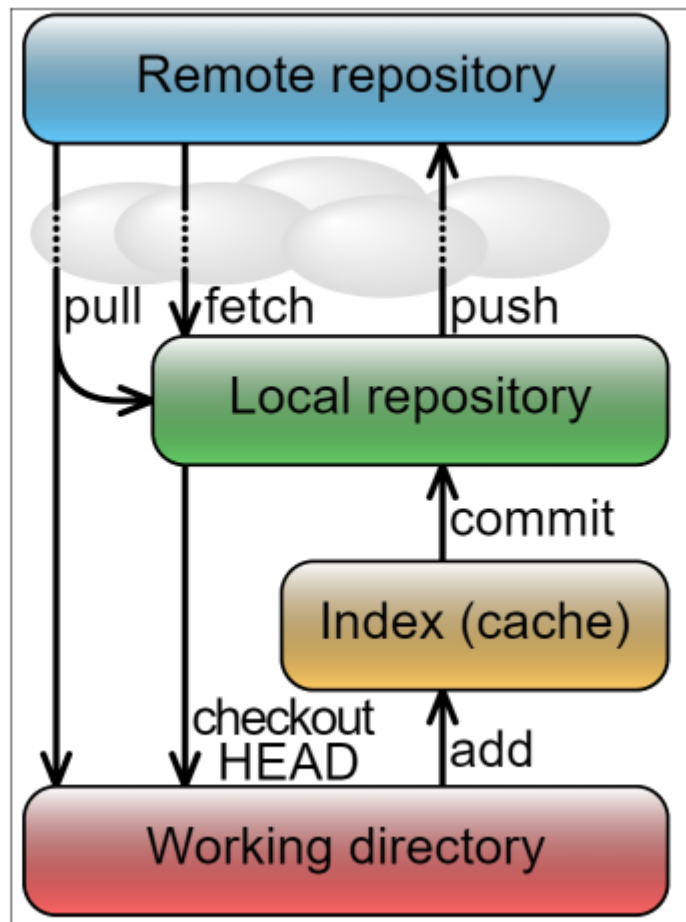 Remote repository
pull fetch push
Local repository
commit
Index (cache)
checkout
HEAD
add
Working directory